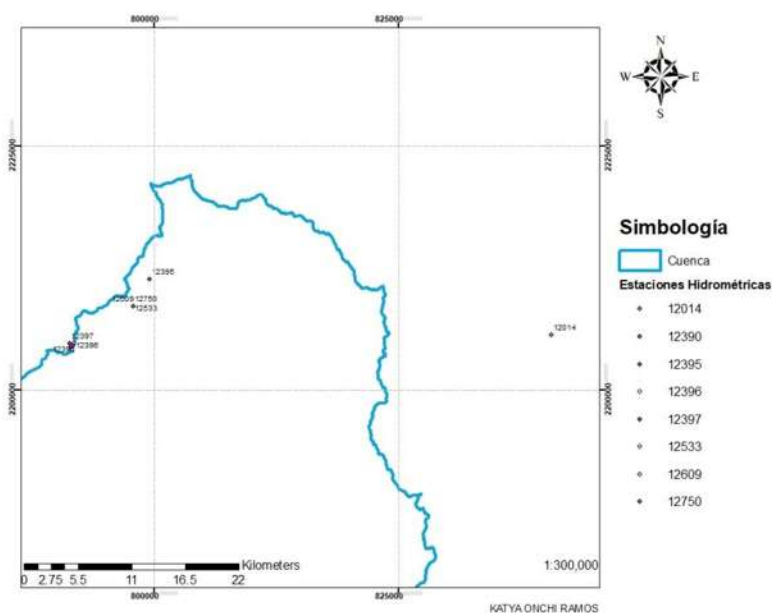 800000
825000
N
W
E
S
2225000
2225000
Simbología
Cuenca
Estaciones Hidrométricas
12014
12390
12395
12396
12397
12533
12609
12750
12609
12750
12533
12397
12014
2200000
2200000
Kilometers
0 2.75 5.5 11 16.5 22
1:300,000
800000
825000
KATYA ONCHI RAMOS